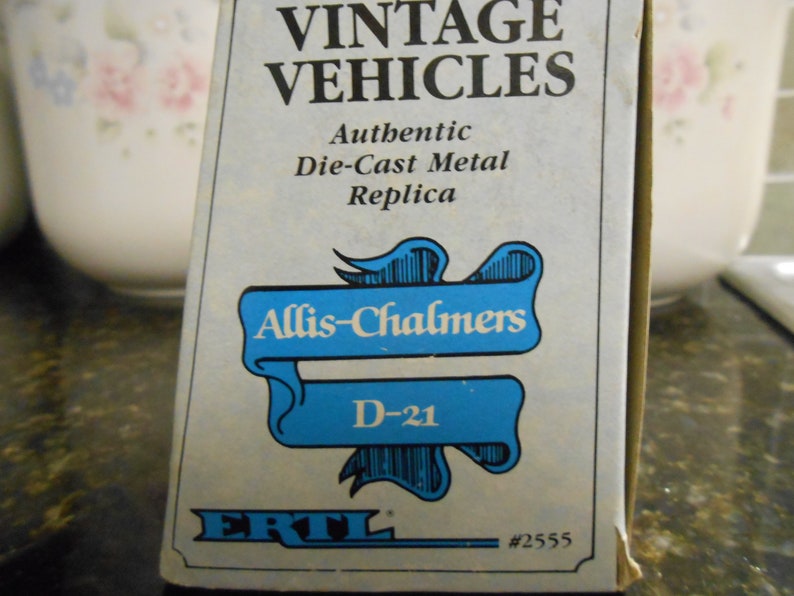 VINTAGE
VEHICLES
Authentic
Die-Cast Metal
Replica
Allis-Chalmers
D-21
ERTL®
#2555